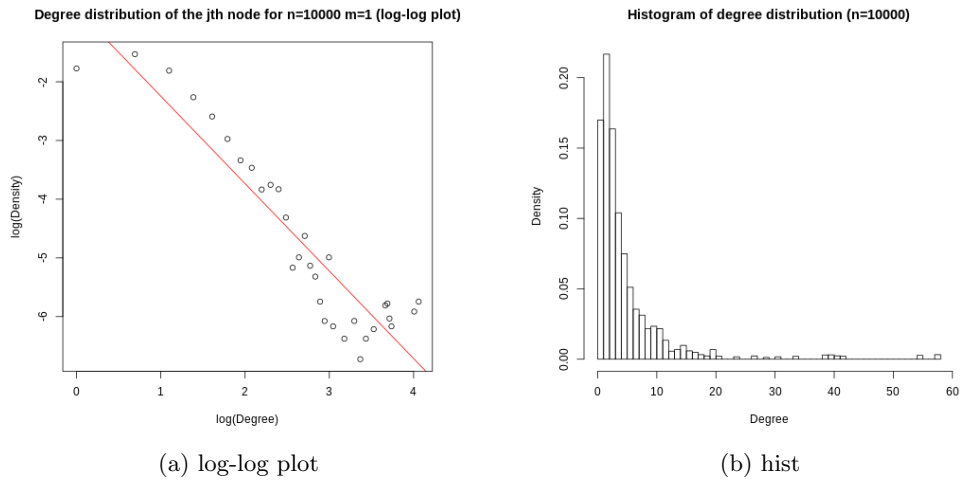 Degree distribution of the jth node for n=10000 m=1 (log-log plot)
log(Density)
-2
-3
-4
-5
-6
0 1 2 3 4
log(Degree)
(a) log-log plot
Histogram of degree distribution (n=10000)
Density
0.20
0.15
0.10
0.05
0.00
0 10 20 30 40 50 60
Degree
(b) hist